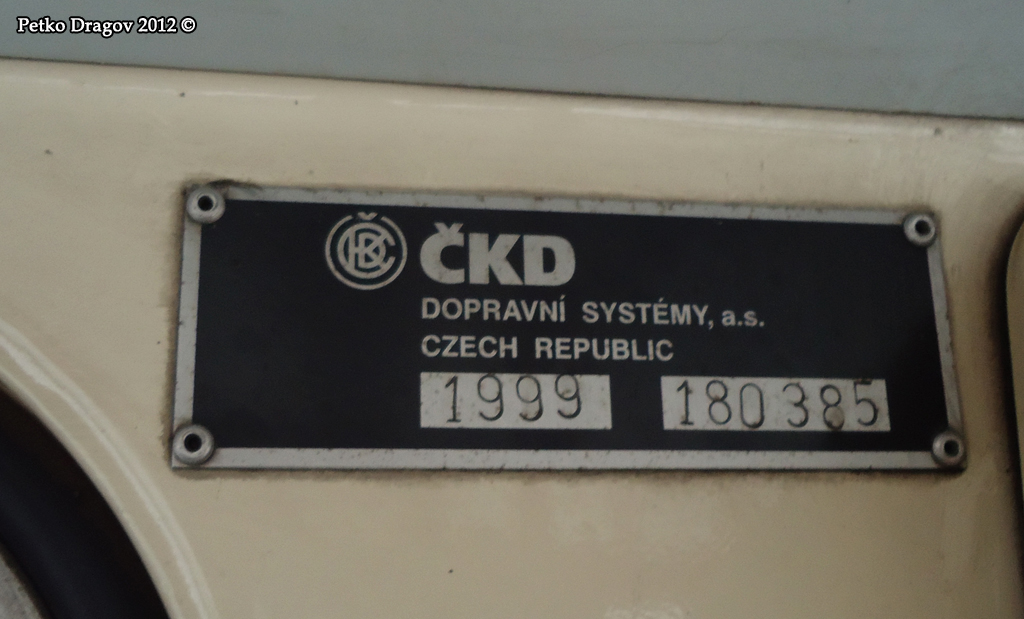 Petko Dragov 2012 ©
ČKD
DOPRAVNÍ SYSTÉMY, a.s.
CZECH REPUBLIC
1999 180385